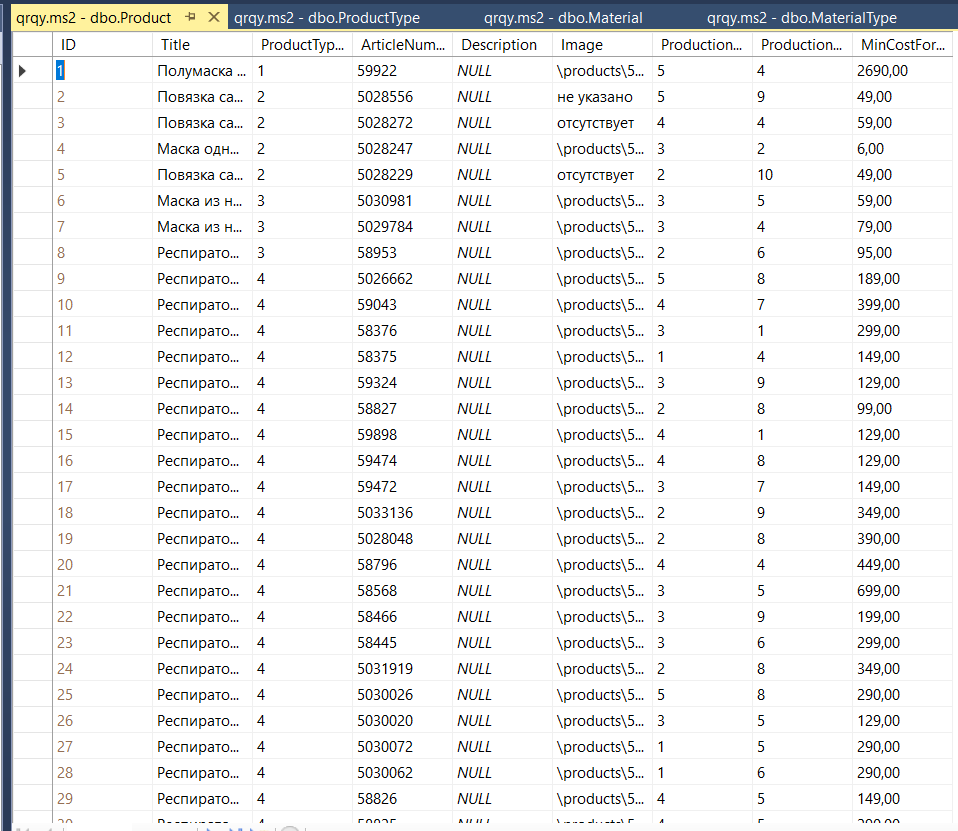 qrqy.ms2 - dbo.Product qrqy.ms2 - dbo.ProductType qrqy.ms2 - dbo.Material qrqy.ms2 - dbo.MaterialType
ID Title ProductTyp... ArticleNum... Description Image Production... Production... MinCostFor...
1 Полумаска ... 1 59922 NULL \products\5... 5 4 2690,00
2 Повязка са... 2 5028556 NULL не указано 5 9 49,00
3 Повязка са... 2 5028272 NULL отсутствует 4 4 59,00
4 Маска одн... 2 5028247 NULL \products\5... 3 2 6,00
5 Повязка са... 2 5028229 NULL отсутствует 2 10 49,00
6 Маска из н... 3 5030981 NULL \products\5... 3 5 59,00
7 Маска из н... 3 5029784 NULL \products\5... 3 4 79,00
8 Респирато... 3 58953 NULL \products\5... 2 6 95,00
9 Респирато... 4 5026662 NULL \products\5... 5 8 189,00
10 Респирато... 4 59043 NULL \products\5... 4 7 399,00
11 Респирато... 4 58376 NULL \products\5... 3 1 299,00
12 Респирато... 4 58375 NULL \products\5... 1 4 149,00
13 Респирато... 4 59324 NULL \products\5... 3 9 129,00
14 Респирато... 4 58827 NULL \products\5... 2 8 99,00
15 Респирато... 4 59898 NULL \products\5... 4 1 129,00
16 Респирато... 4 59474 NULL \products\5... 4 8 129,00
17 Респирато... 4 59472 NULL \products\5... 3 7 149,00
18 Респирато... 4 5033136 NULL \products\5... 2 9 349,00
19 Респирато... 4 5028048 NULL \products\5... 2 8 390,00
20 Респирато... 4 58796 NULL \products\5... 4 4 449,00
21 Респирато... 4 58568 NULL \products\5... 3 5 699,00
22 Респирато... 4 58466 NULL \products\5... 3 9 199,00
23 Респирато... 4 58445 NULL \products\5... 3 6 299,00
24 Респирато... 4 5031919 NULL \products\5... 2 8 349,00
25 Респирато... 4 5030026 NULL \products\5... 5 8 290,00
26 Респирато... 4 5030020 NULL \products\5... 3 5 129,00
27 Респирато... 4 5030072 NULL \products\5... 1 5 290,00
28 Респирато... 4 5030062 NULL \products\5... 1 6 290,00
29 Респирато... 4 58826 NULL \products\5... 4 5 149,00